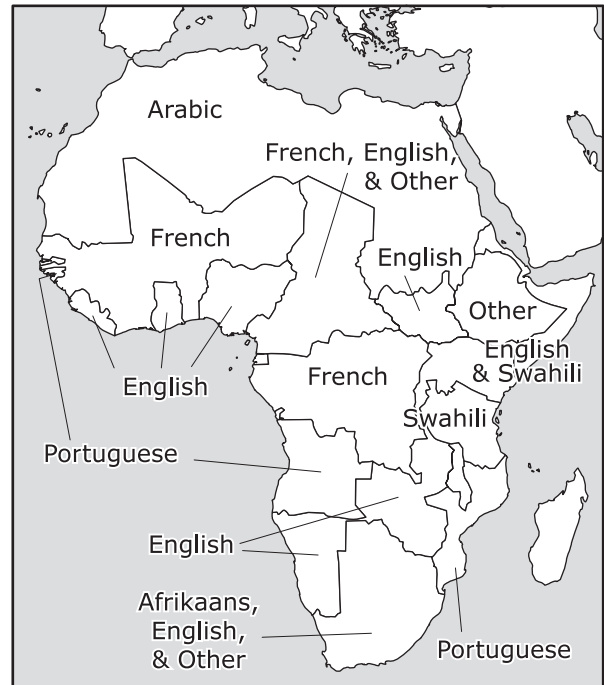 Arabic
French, English,
& Other
French
English
Other
English
& Swahili
English
French
Swahili
Portuguese
English
Afrikaans,
English,
& Other
Portuguese